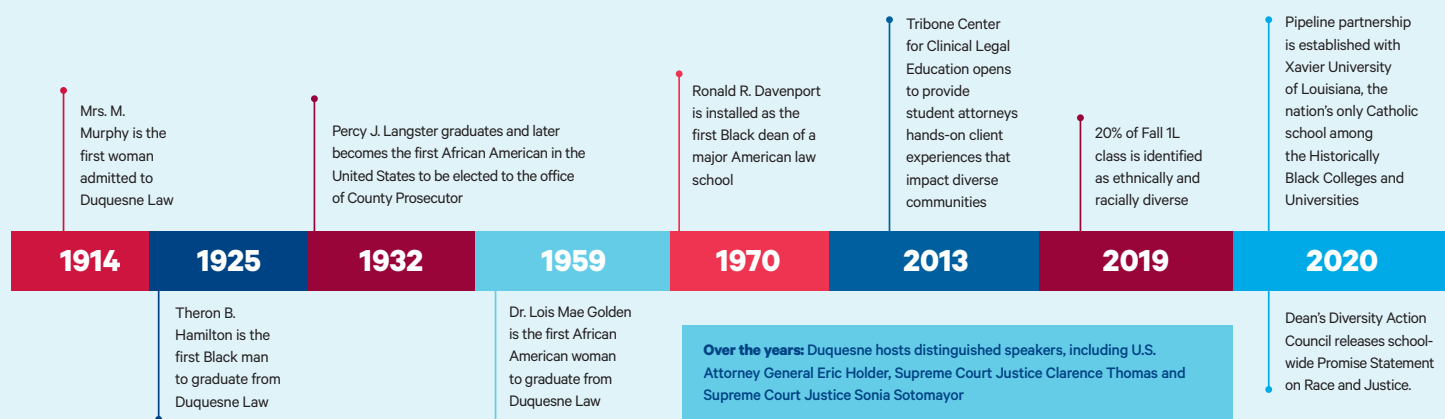 Mrs. M.
Murphy is the
first woman
admitted to
Duquesne Law
Percy J. Langster graduates and later
becomes the first African American in the
United States to be elected to the office
of County Prosecutor
Ronald R. Davenport
is installed as the
first Black dean of a
major American law
school
Tribone Center
for Clinical Legal
Education opens
to provide
student attorneys
hands-on client
experiences that
impact diverse
communities
20% of Fall 1L
class is identified
as ethnically and
racially diverse
Pipeline partnership
is established with
Xavier University
of Louisiana, the
nation’s only Catholic
school among
the Historically
Black Colleges and
Universities
1914
1925
1932
1959
1970
2013
2019
2020
Theron B.
Hamilton is the
first Black man
to graduate from
Duquesne Law
Dr. Lois Mae Golden
is the first African
American woman
to graduate from
Duquesne Law
Over the years: Duquesne hosts distinguished speakers, including U.S.
Attorney General Eric Holder, Supreme Court Justice Clarence Thomas and
Supreme Court Justice Sonia Sotomayor
Dean’s Diversity Action
Council releases school-
wide Promise Statement
on Race and Justice.